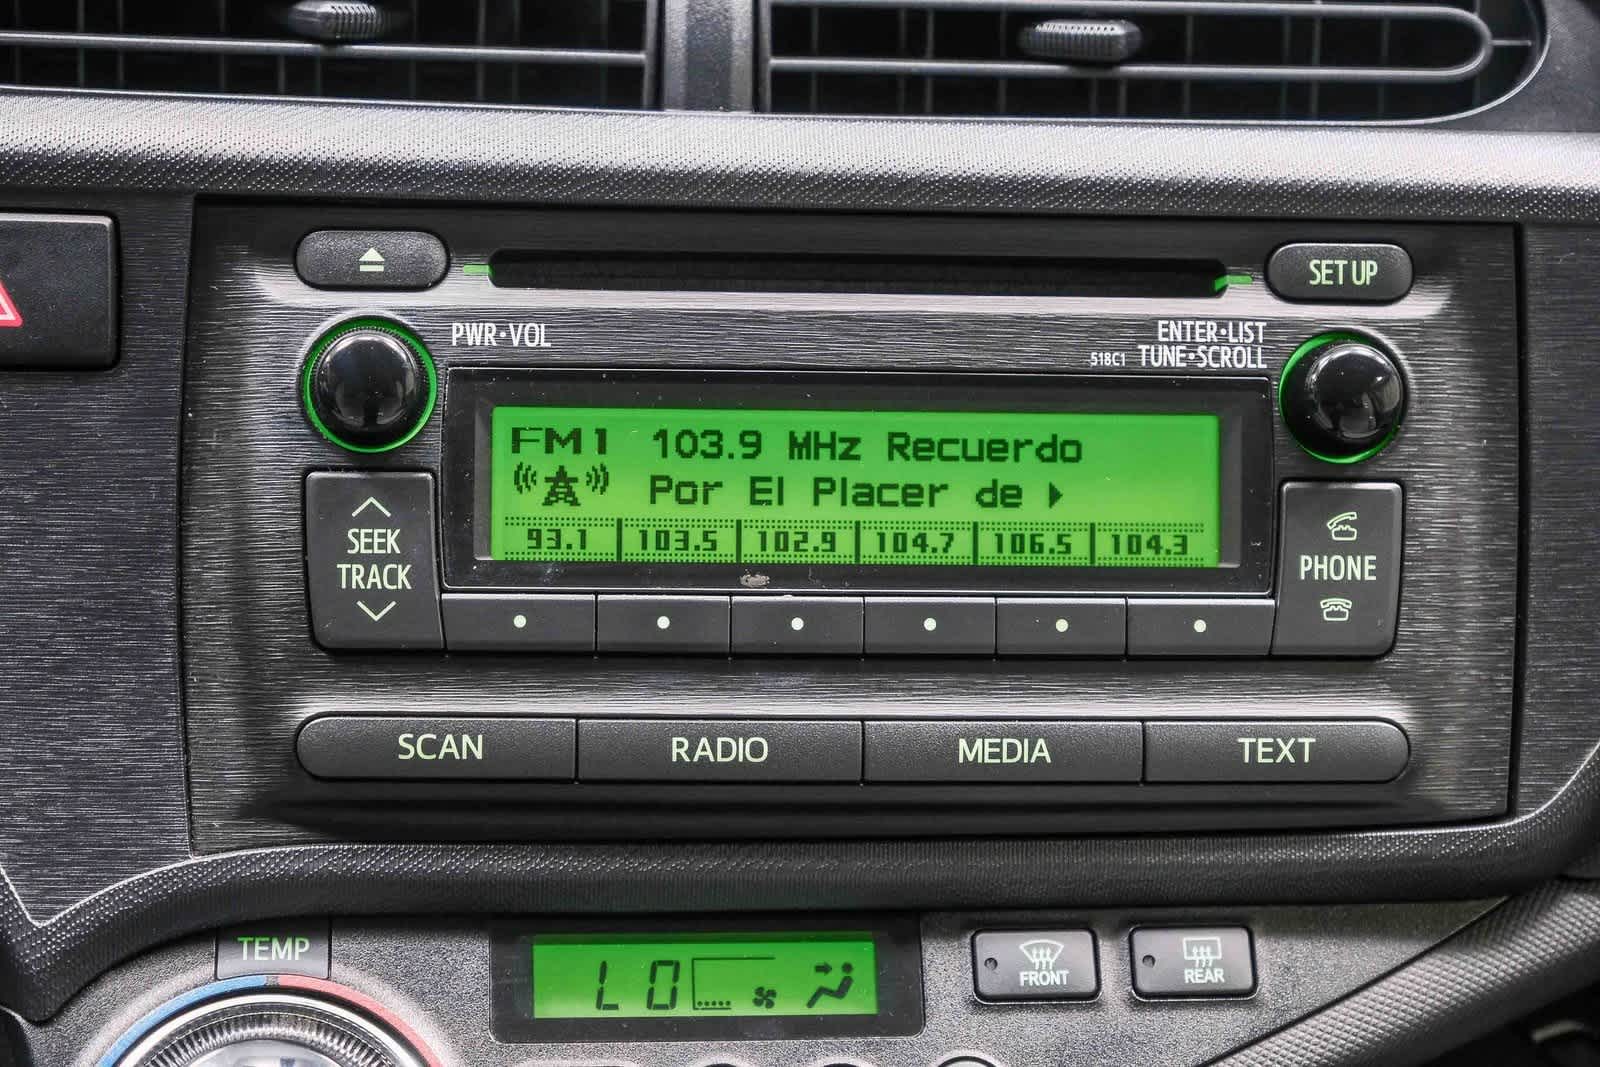 SET UP
PWR•VOL
ENTER•LIST
518C1 TUNE•SCROLL
FM1 103.9 MHz Recuerdo
Por El Placer de
93.1 103.5 102.9 104.7 106.5 104.3
SEEK
TRACK
PHONE
SCAN RADIO MEDIA TEXT
TEMP
LO
FRONT
REAR